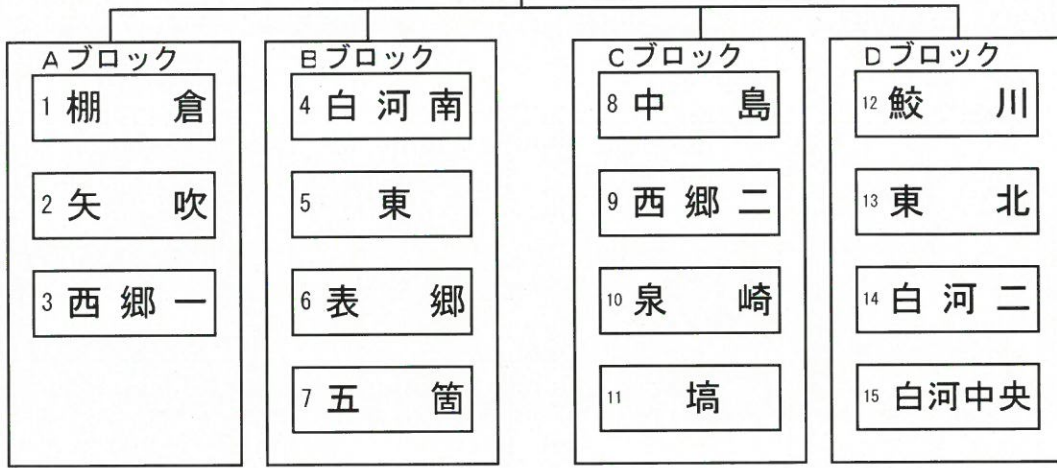 Aブロック
1 棚倉
2 矢吹
3 西郷一
Bブロック
4 白河南
5 東
6 表郷
7 五箇
Cブロック
8 中島
9 西郷二
10 泉崎
11 塙
Dブロック
12 鮫川
13 東北
14 白河二
15 白河中央